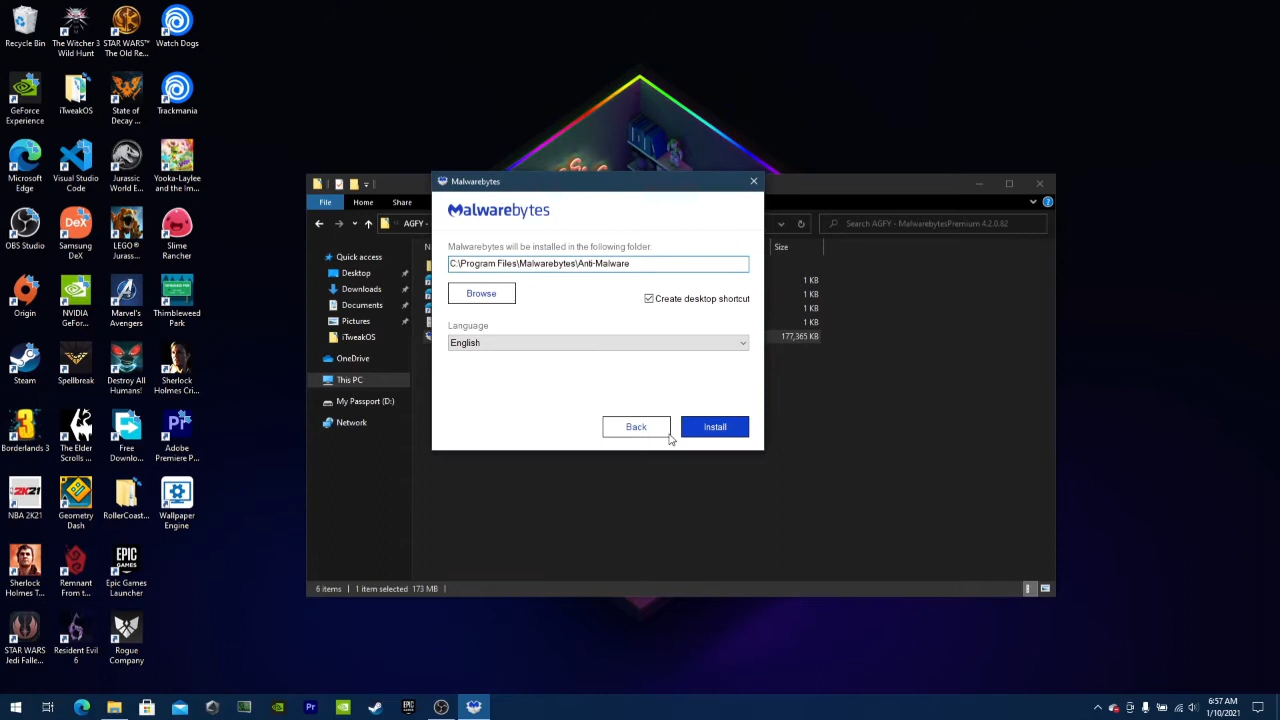 Recycle Bin
The Witcher 3
Wild Hunt
STAR WARS™
The Old Re...
Watch Dogs
GeForce
Experience
iTweakOS
State of
Decay ...
Trackmania
Microsoft
Edge
Visual Studio
Code
Jurassic
World E...
Yooka-Laylee
and the Im...
OBS Studio
Samsung
DeX
LEGO®
Jurass...
Slime
Rancher
Origin
NVIDIA
GeFor...
Marvel's
Avengers
Thimbleweed
Park
Steam
Spellbreak
Destroy All
Humans!
Sherlock
Holmes Cri...
Borderlands 3
The Elder
Scrolls ...
Free
Downlo...
Adobe
Premiere P...
NBA 2K21
Geometry
Dash
RollerCoast...
Wallpaper
Engine
Sherlock
Holmes T...
Remnant
From t...
Epic Games
Launcher
STAR WARS
Jedi Falle...
Resident Evil
6
Rogue
Company
File
Home
Share
AGFY -
Search AGFY - MalwarebytesPremium 4.2.0.82
Size
Quick access
Desktop
Downloads
Documents
Pictures
iTweakOS
OneDrive
This PC
My Passport (D:)
Network
1 KB
1 KB
1 KB
1 KB
177,365 KB
6 items
1 item selected 173 MB
Malwarebytes
Malwarebytes
Malwarebytes will be installed in the following folder:
C:\Program Files\Malwarebytes\Anti-Malware
Browse
Create desktop shortcut
Language
English
Back
Install
6:57 AM
1/10/2021